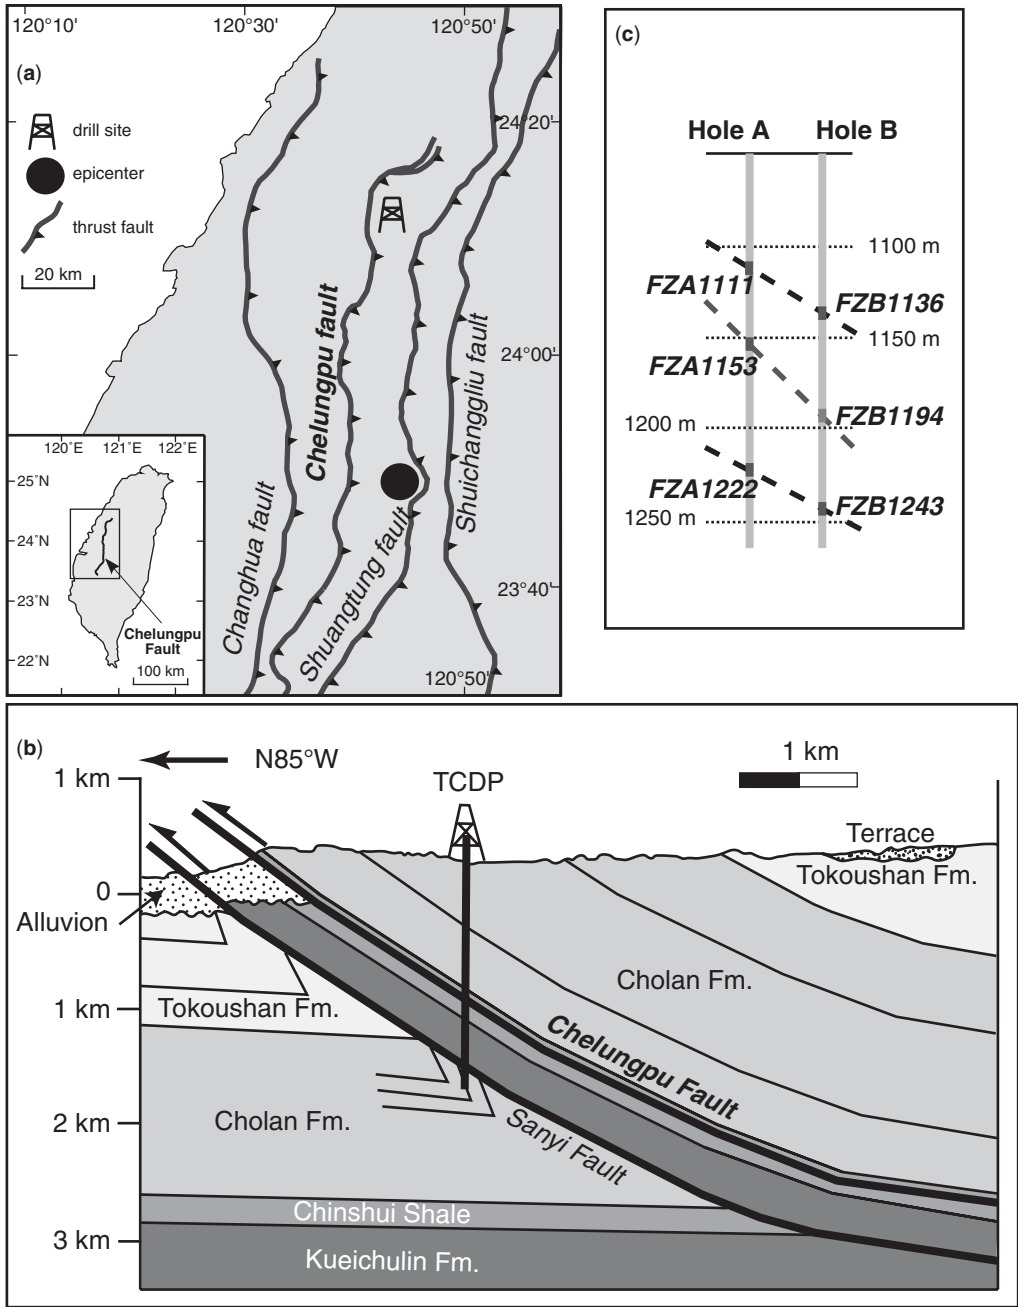 120°10'
120°30'
120°50'
(a)
drill site
epicenter
thrust fault
20 km
24°20'
24°00'
23°40'
120°50'
Chelungpu fault
Changhua fault
Shuangtung fault
Shuichanggliu fault
120°E
121°E
122°E
25°N
24°N
23°N
22°N
Chelungpu
Fault
100 km
(c)
Hole A
Hole B
1100 m
FZA1111
FZB1136
1150 m
FZA1153
FZB1194
1200 m
FZA1222
FZB1243
1250 m
(b)
N85°W
1 km
1 km
TCDP
Terrace
Tokoushan Fm.
0
Alluvion
Cholan Fm.
1 km
Tokoushan Fm.
Chelungpu Fault
2 km
Cholan Fm.
Sanyi Fault
Chinshui Shale
3 km
Kueichulin Fm.